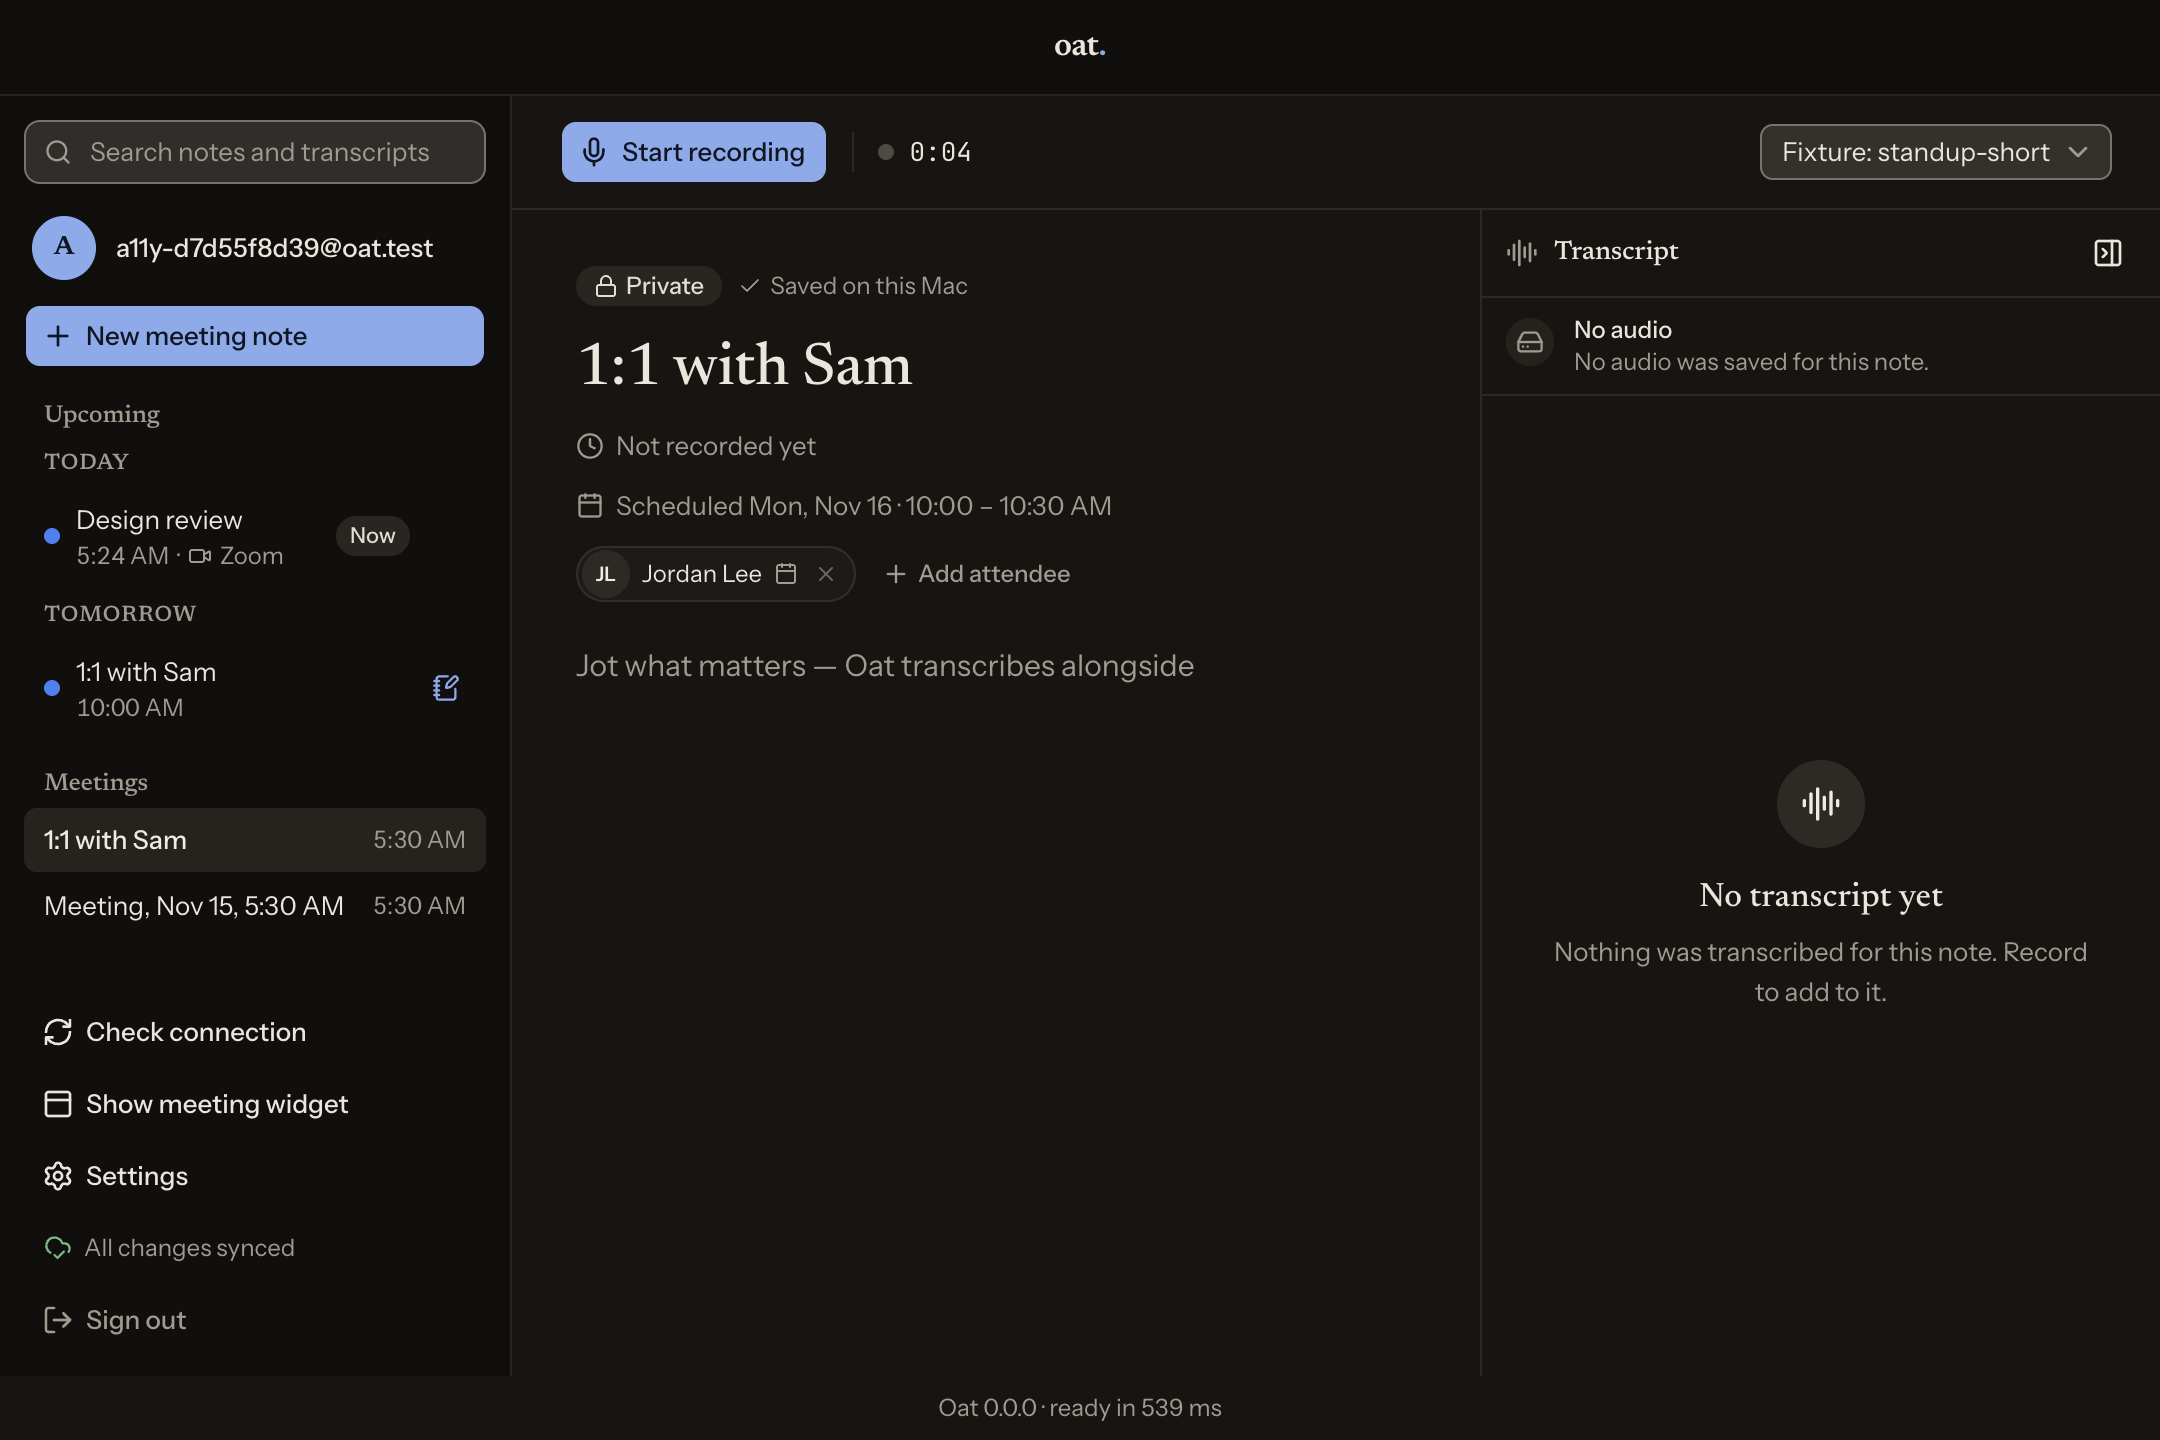 oat.
Search notes and transcripts
A
a11y-d7d55f8d39@oat.test
New meeting note
Upcoming
TODAY
Design review
5:24 AM · Zoom
Now
TOMORROW
1:1 with Sam
10:00 AM
Meetings
1:1 with Sam 5:30 AM
Meeting, Nov 15, 5:30 AM 5:30 AM
Check connection
Show meeting widget
Settings
All changes synced
Sign out
Start recording
0:04
Fixture: standup-short
Private
Saved on this Mac
1:1 with Sam
Not recorded yet
Scheduled Mon, Nov 16 · 10:00 – 10:30 AM
JL Jordan Lee
Add attendee
Jot what matters — Oat transcribes alongside
Transcript
No audio
No audio was saved for this note.
No transcript yet
Nothing was transcribed for this note. Record
to add to it.
Oat 0.0.0 · ready in 539 ms